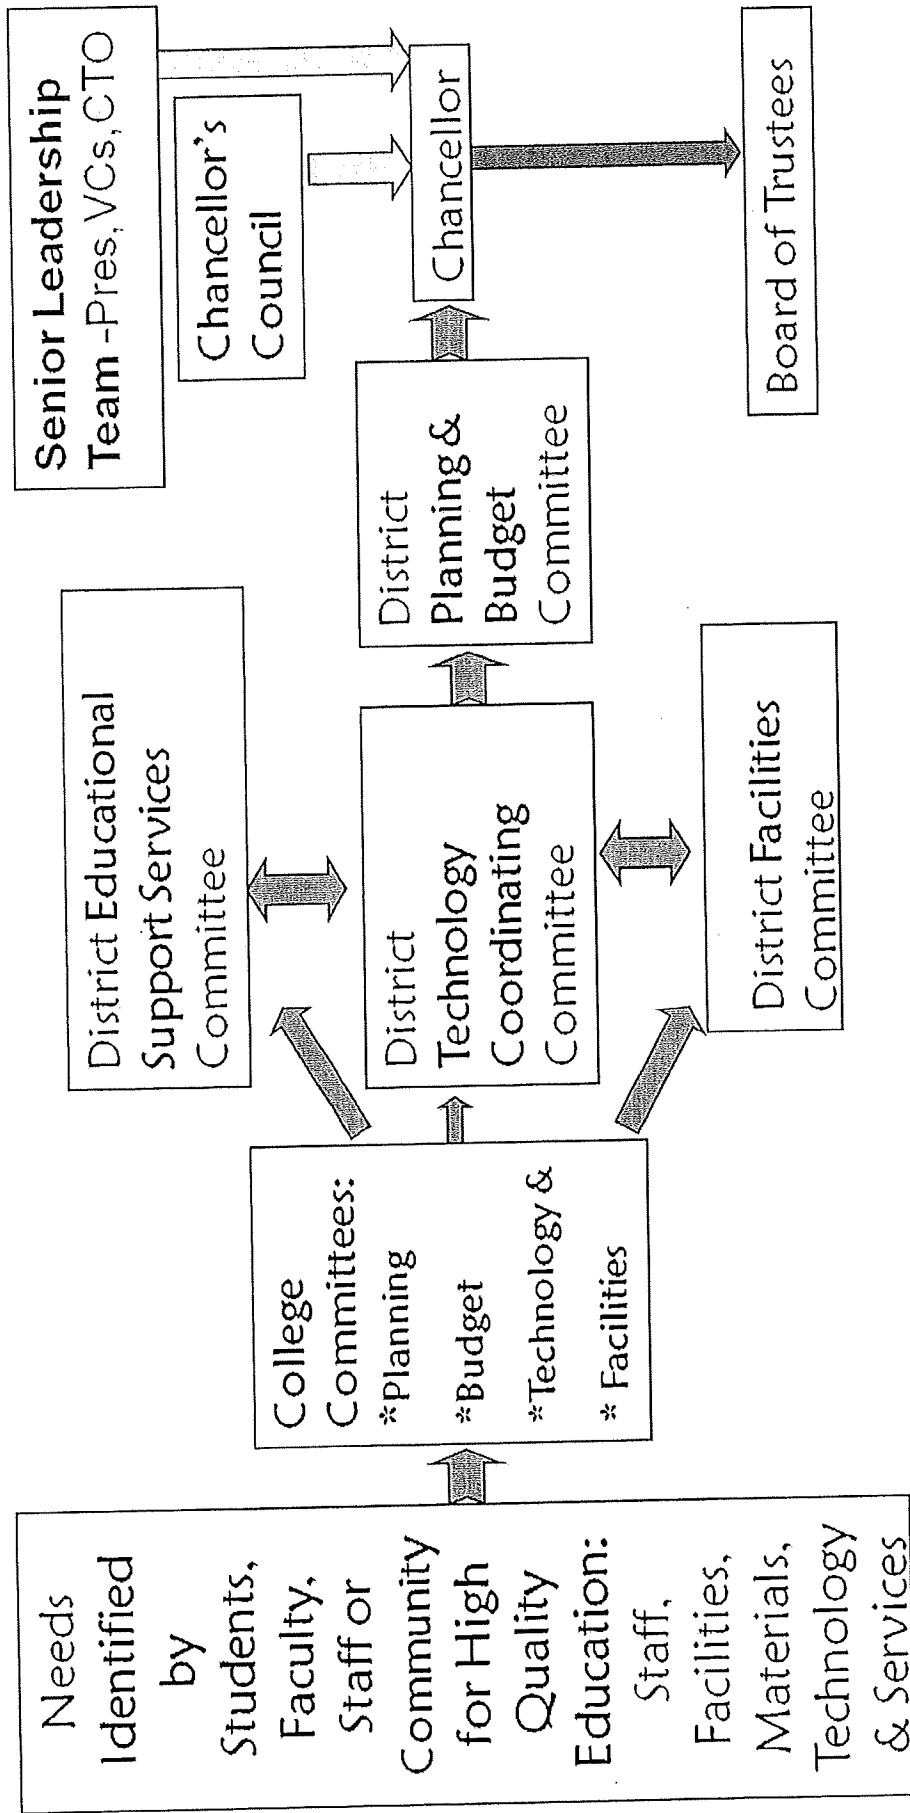 Needs
Identified
by
Students,
Faculty,
Staff or
Community
for High
Quality
Education:
Staff,
Facilities,
Materials,
Technology
& Services
College
Committees:
*Planning
*Budget
*Technology &
* Facilities
District Educational
Support Services
Committee
District
Technology
Coordinating
Committee
District Facilities
Committee
District
Planning &
Budget
Committee
Senior Leadership
Team -Pres, VCs, CTO
Chancellor's
Council
Chancellor
Board of Trustees